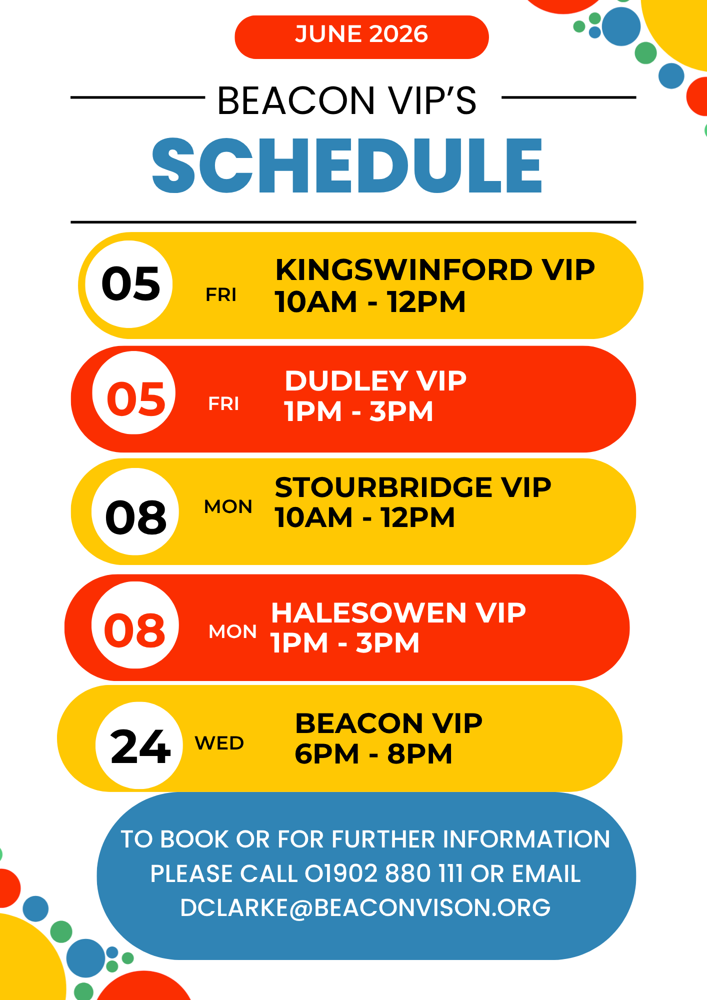 JUNE 2026
BEACON VIP’S
SCHEDULE
05
FRI
KINGSWINFORD VIP
10AM - 12PM
05
FRI
DUDLEY VIP
1PM - 3PM
08
MON
STOURBRIDGE VIP
10AM - 12PM
08
MON
HALESOWEN VIP
1PM - 3PM
24
WED
BEACON VIP
6PM - 8PM
TO BOOK OR FOR FURTHER INFORMATION
PLEASE CALL O1902 880 111 OR EMAIL
DCLARKE@BEACONVISON.ORG